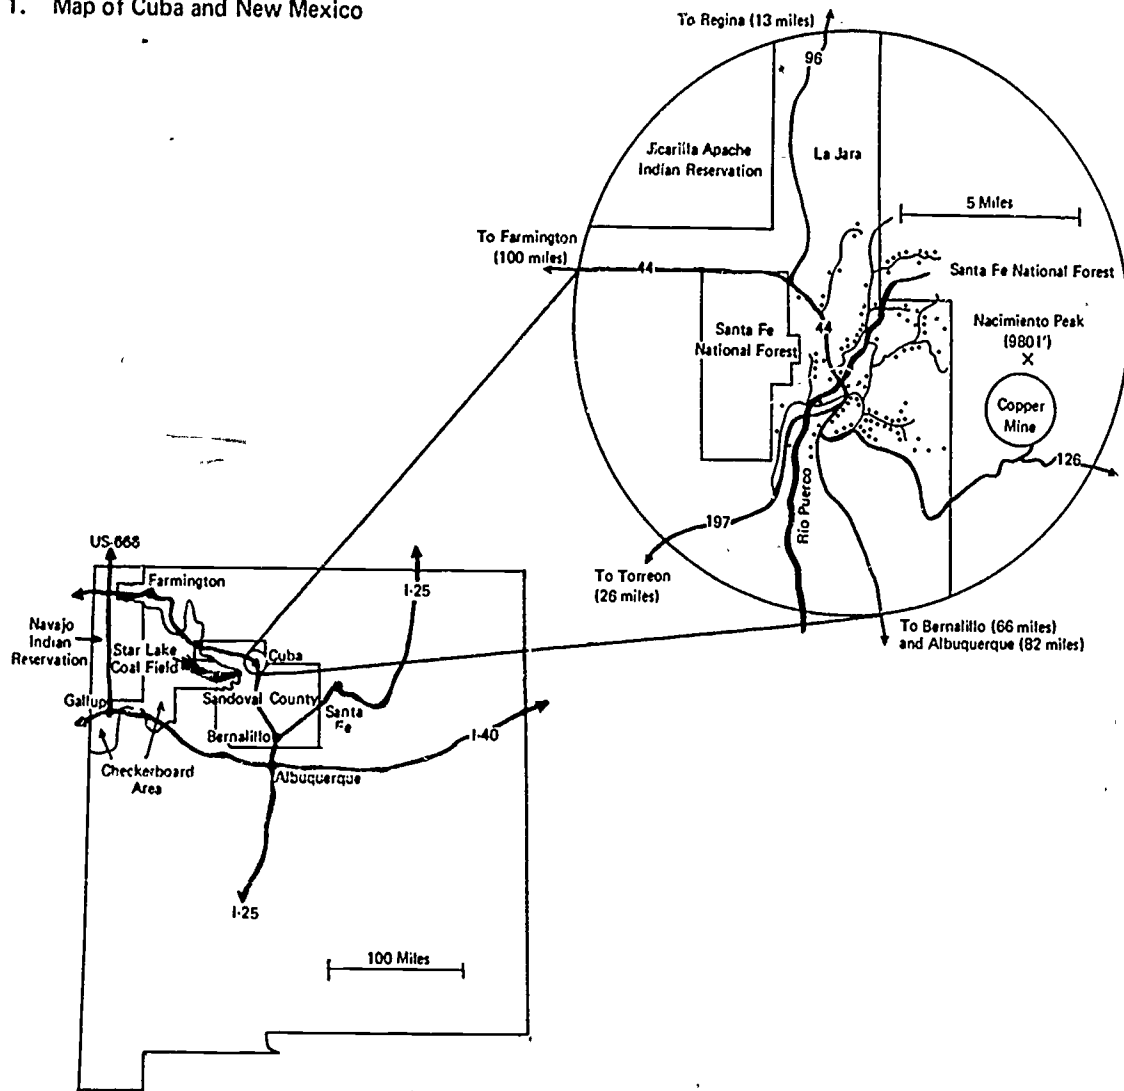 1. Map of Cuba and New Mexico
To Regina (13 miles)
96
Jicarilla Apache
Indian Reservation
La Jara
5 Miles
To Farmington
(100 miles)
44
Santa Fe National Forest
Santa Fe
National Forest
44
Nacimiento Peak
(9801')
X
Copper
Mine
126
Rio Puerco
197
To Torreon
(26 miles)
To Bernalillo (66 miles)
and Albuquerque (82 miles)
US-666
Farmington
I-25
Navajo
Indian
Reservation
Star Lake
Coal Field
Cuba
Gallup
Sandoval County
Santa
Fe
Bernalillo
I-40
Checkerboard
Area
Albuquerque
I-25
100 Miles